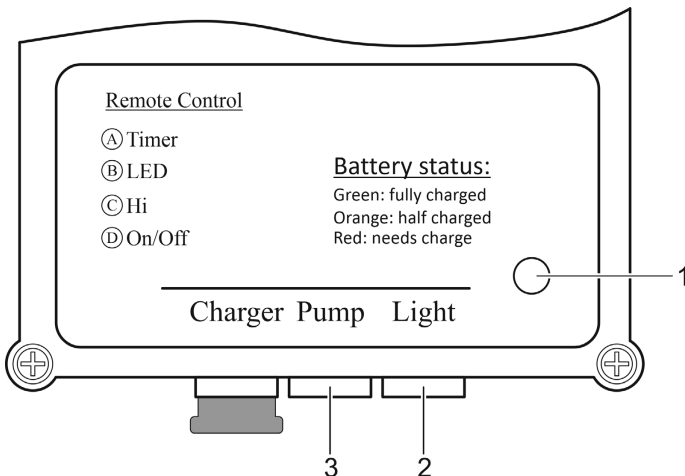 Remote Control
Ⓐ Timer
Ⓑ LED
Ⓒ Hi
Ⓓ On/Off
Battery status:
Green: fully charged
Orange: half charged
Red: needs charge
1
Charger Pump Light
3 2